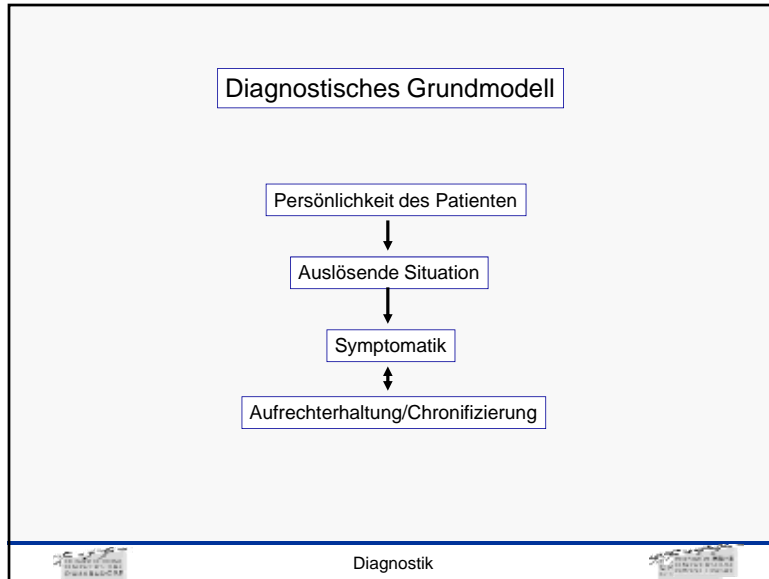 Diagnostisches Grundmodell
Persönlichkeit des Patienten
Auslösende Situation
Symptomatik
Aufrechterhaltung/Chronifizierung
Diagnostik